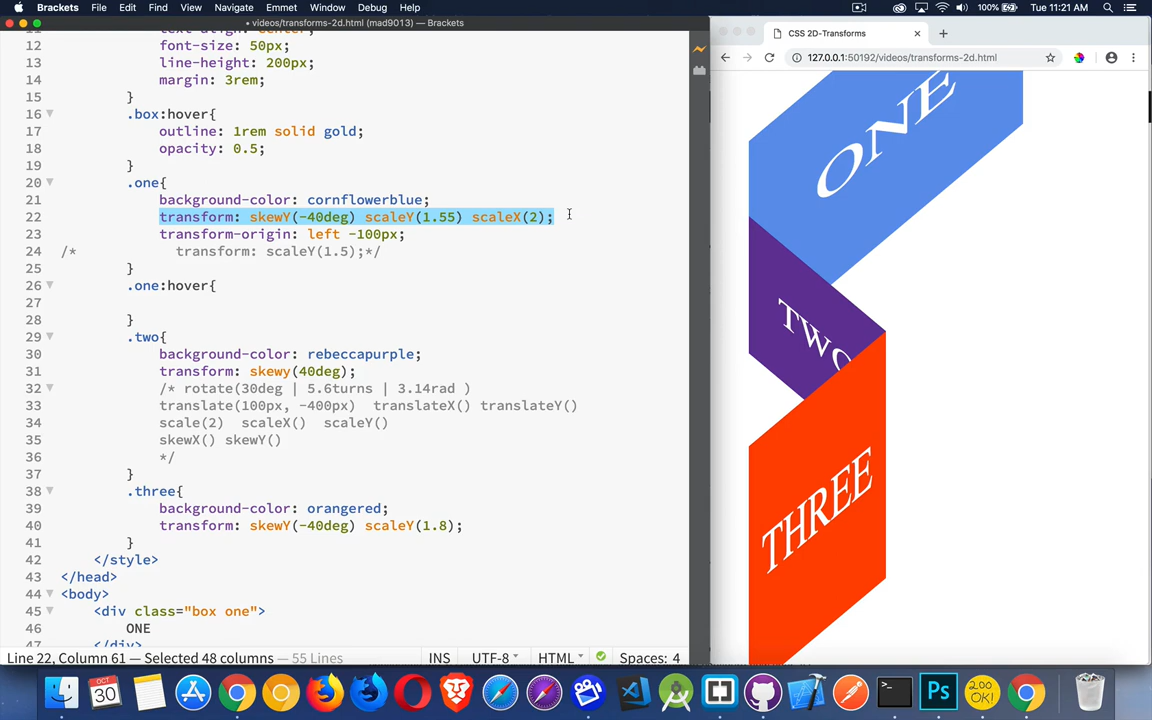 Brackets File Edit View Navigate Emmet Window Debug Help 100% Tue 11:21 AM
• videos/transforms-2d.html (mad9013) — Brackets
CSS 2D-Transforms
127.0.0.1:50192/videos/transforms-2d.html
11 text-align: center;
12 font-size: 50px;
13 line-height: 200px;
14 margin: 3rem;
15 }
16 .box:hover{
17 outline: 1rem solid gold;
18 opacity: 0.5;
19 }
20 .one{
21 background-color: cornflowerblue;
22 transform: skewY(-40deg) scaleY(1.55) scaleX(2);
23 transform-origin: left -100px;
24 /* transform: scaleY(1.5);*/
25 }
26 .one:hover{
27
28 }
29 .two{
30 background-color: rebeccapurple;
31 transform: skewy(40deg);
32 /* rotate(30deg | 5.6turns | 3.14rad )
33 translate(100px, -400px) translateX() translateY()
34 scale(2) scaleX() scaleY()
35 skewX() skewY()
36 */
37 }
38 .three{
39 background-color: orangered;
40 transform: skewY(-40deg) scaleY(1.8);
41 }
42 </style>
43 </head>
44 <body>
45 <div class="box one">
46 ONE
47 </div>
Line 22, Column 61 — Selected 48 columns — 55 Lines INS UTF-8 HTML Spaces: 4
ONE
TWO
THREE
OCT
30
>_
Ps
200
OK!